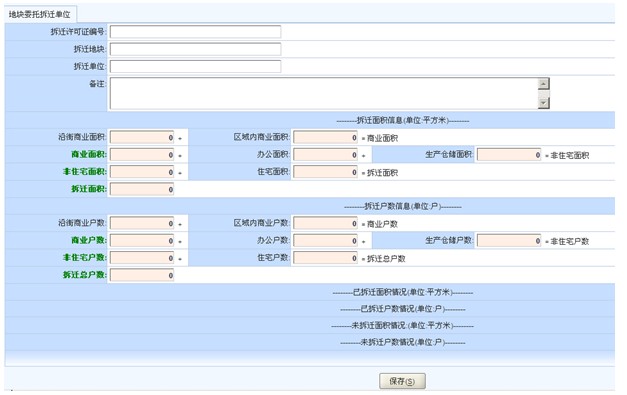 地块委托拆迁单位
拆迁许可证编号:
拆迁地块:
拆迁单位:
备注:
--------拆迁面积信息(单位:平方米)--------
沿街商业面积: 0 + 区域内商业面积: 0 =商业面积
商业面积: 0 + 办公面积: 0 + 生产仓储面积: 0 =非住宅面积
非住宅面积: 0 + 住宅面积: 0 =拆迁面积
拆迁面积: 0
--------拆迁户数信息(单位:户)--------
沿街商业户数: 0 + 区域内商业户数: 0 =商业户数
商业户数: 0 + 办公户数: 0 + 生产仓储户数: 0 =非住宅户数
非住宅户数: 0 + 住宅户数: 0 =拆迁总户数
拆迁总户数: 0
--------已拆迁面积情况(单位:平方米)--------
--------已拆迁户数情况(单位:户)--------
--------未拆迁面积情况:(单位:平方米)--------
--------未拆迁户数情况(单位:户)--------
保存(S)